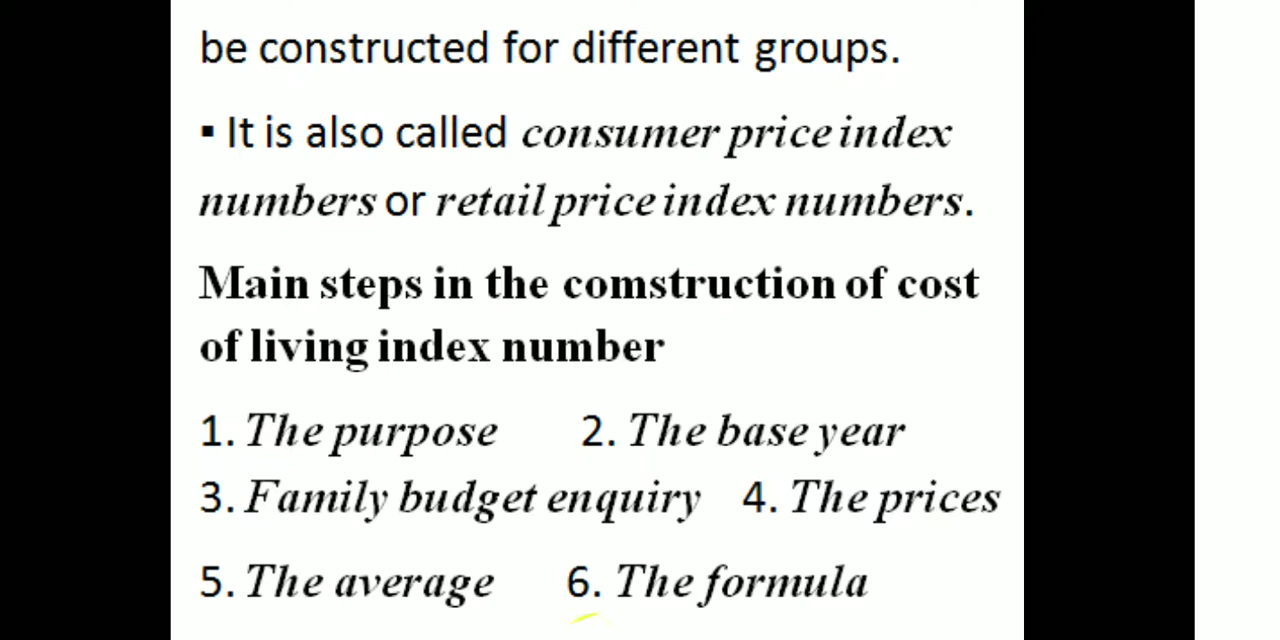 be constructed for different groups.
▪ It is also called consumer price index
numbers or retail price index numbers.
Main steps in the comstruction of cost
of living index number
1. The purpose 2. The base year
3. Family budget enquiry 4. The prices
5. The average 6. The formula